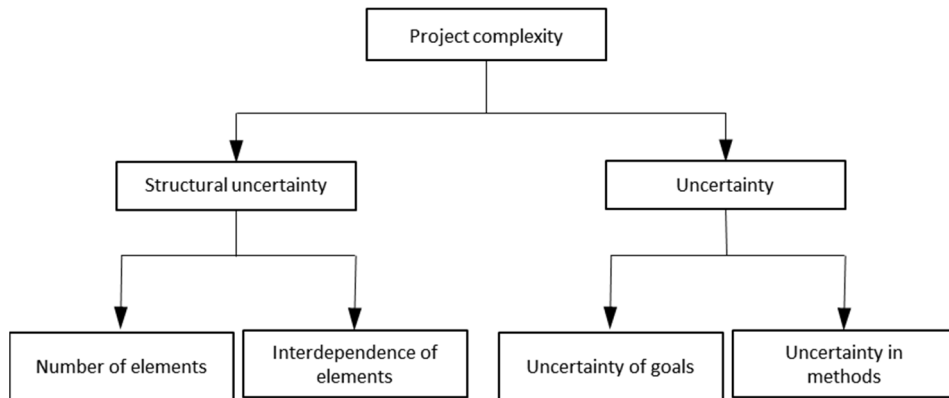 Project complexity
Structural uncertainty
Uncertainty
Number of elements
Interdependence of
elements
Uncertainty of goals
Uncertainty in
methods